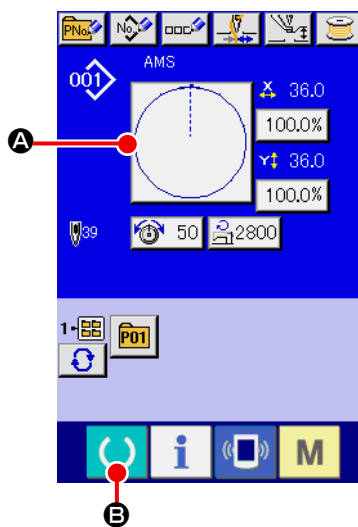 PNo. No.
AMS
001
X 36.0
A
100.0%
Y 36.0
100.0%
39 50 2800
1- P01
i M
B